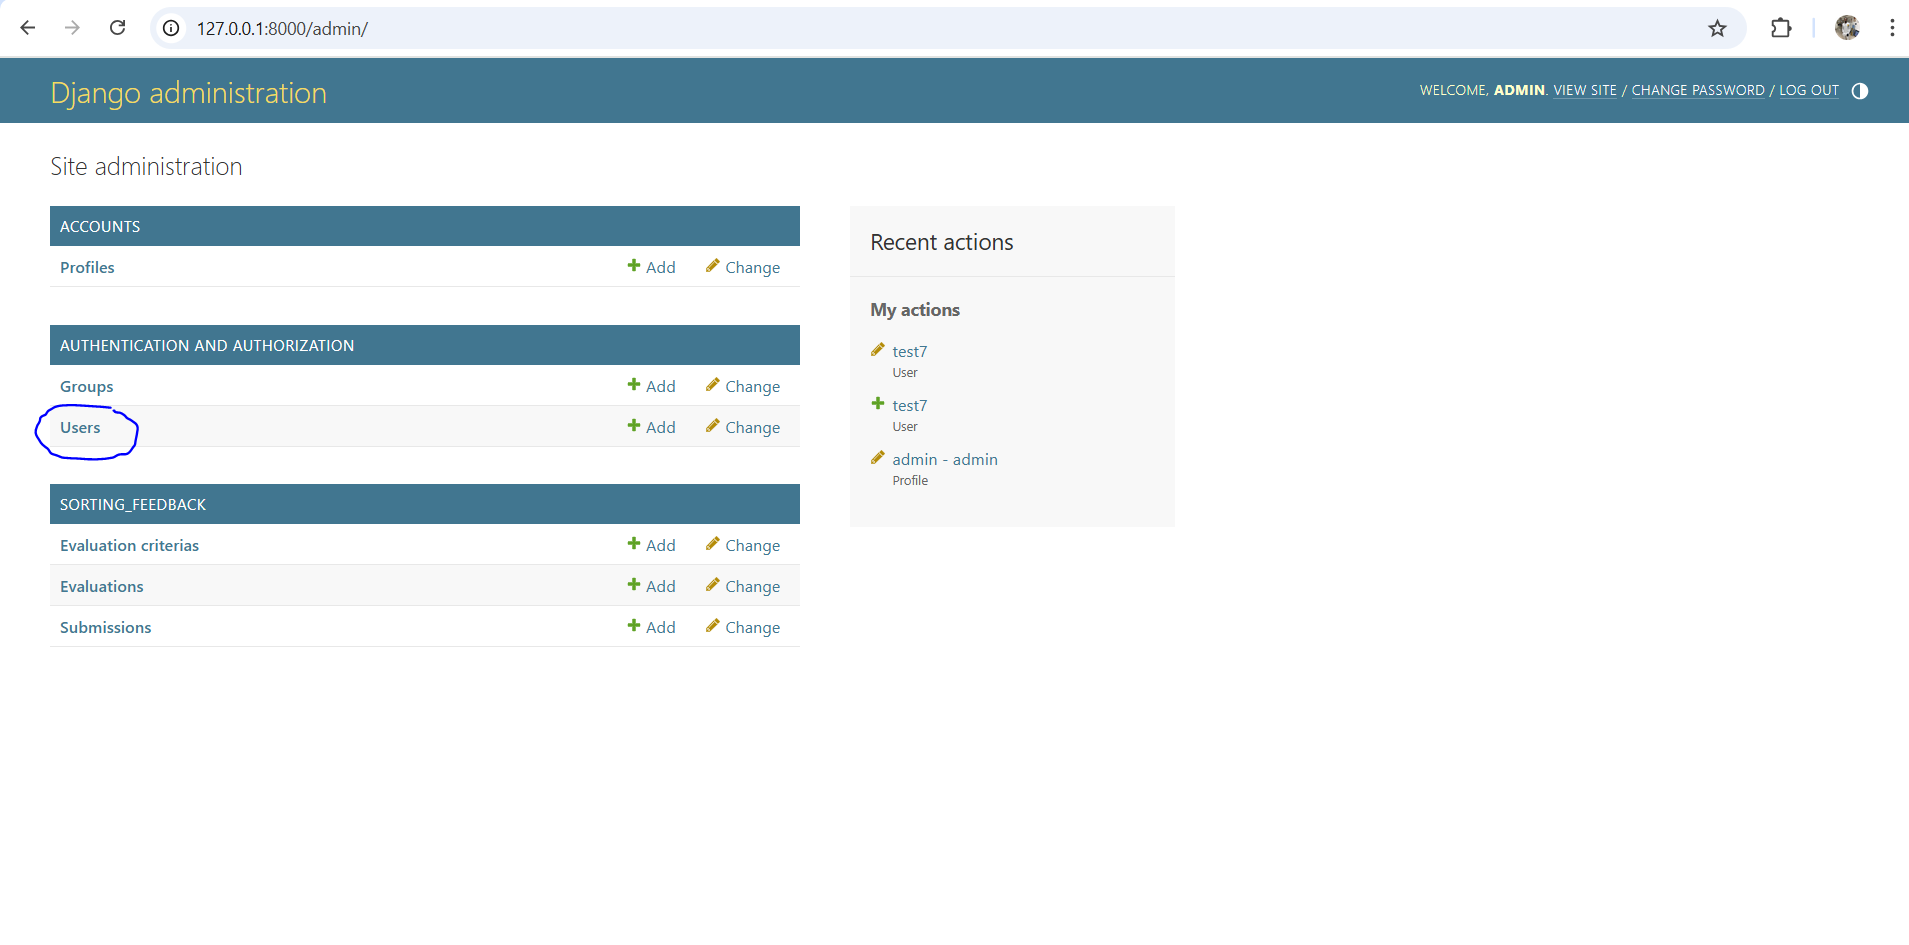 127.0.0.1:8000/admin/
Django administration
WELCOME, ADMIN. VIEW SITE / CHANGE PASSWORD / LOG OUT
Site administration
ACCOUNTS
Profiles Add Change
AUTHENTICATION AND AUTHORIZATION
Groups Add Change
Users Add Change
SORTING_FEEDBACK
Evaluation criterias Add Change
Evaluations Add Change
Submissions Add Change
Recent actions
My actions
test7
User
test7
User
admin - admin
Profile